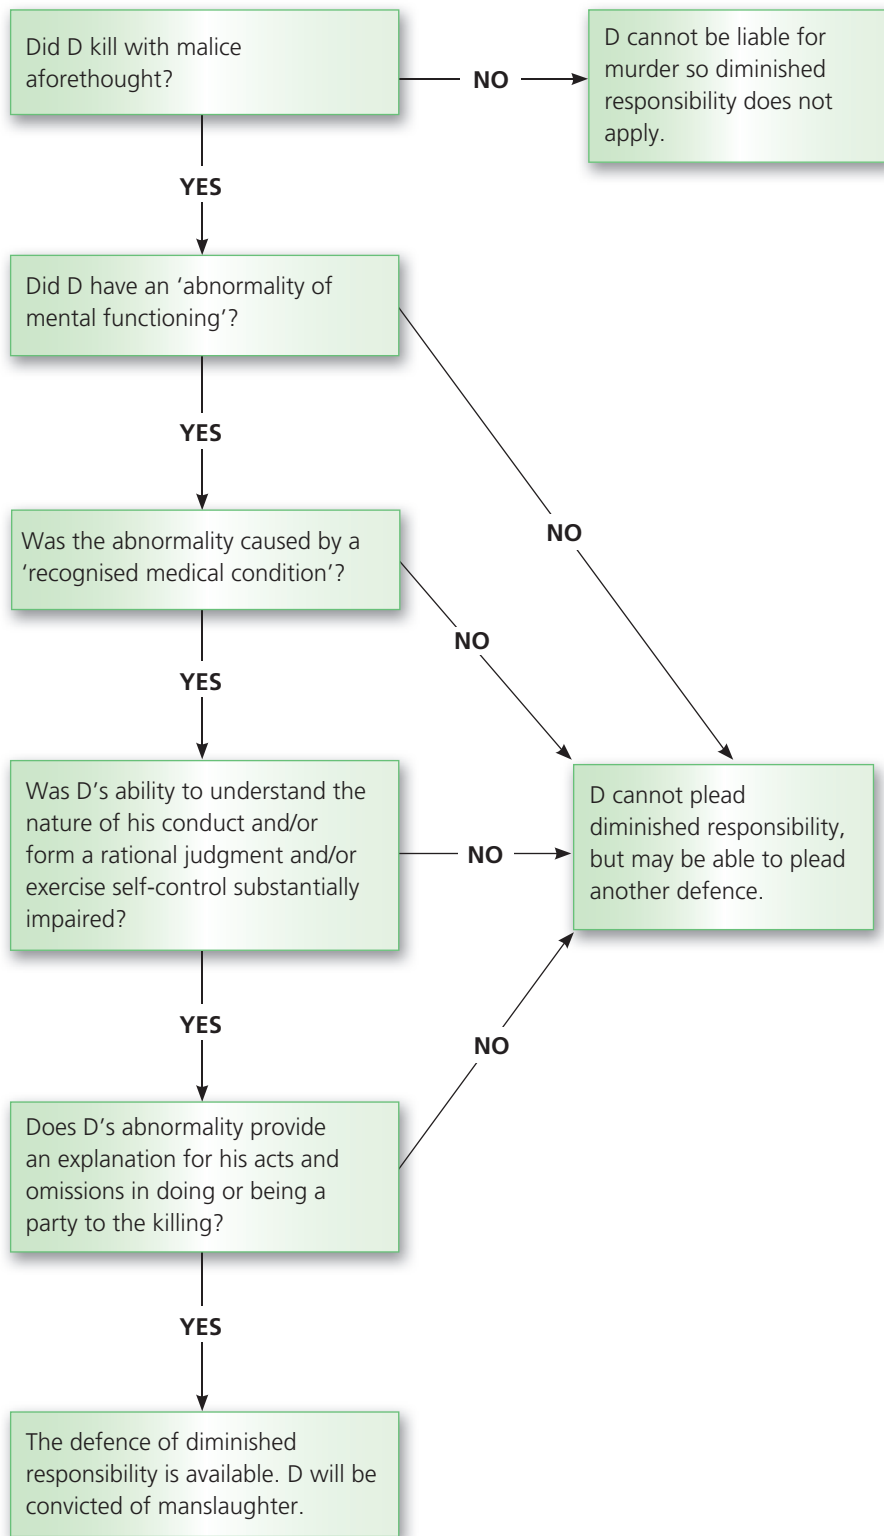 Did D kill with malice
aforethought?
NO
D cannot be liable for
murder so diminished
responsibility does not
apply.
YES
Did D have an ‘abnormality of
mental functioning’?
YES
NO
Was the abnormality caused by a
‘recognised medical condition’?
NO
YES
Was D’s ability to understand the
nature of his conduct and/or
form a rational judgment and/or
exercise self-control substantially
impaired?
NO
D cannot plead
diminished responsibility,
but may be able to plead
another defence.
YES
NO
Does D’s abnormality provide
an explanation for his acts and
omissions in doing or being a
party to the killing?
YES
The defence of diminished
responsibility is available. D will be
convicted of manslaughter.